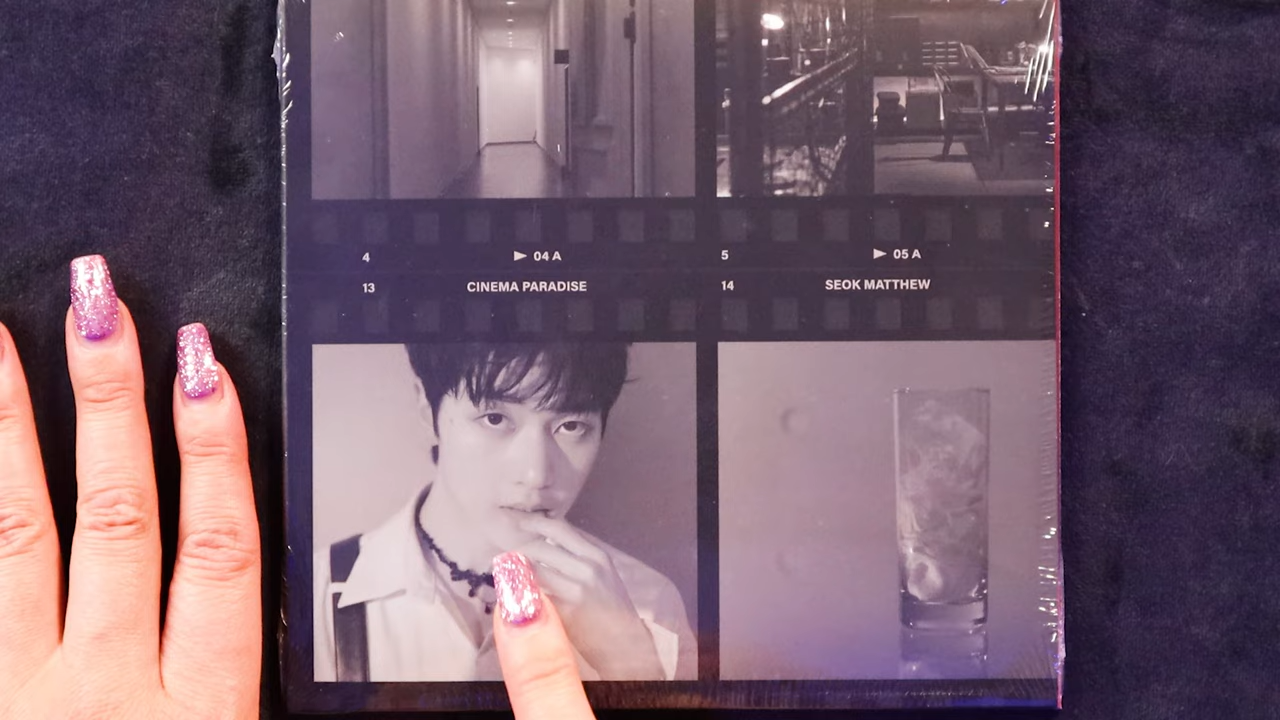 4 ▶ 04 A 5 ▶ 05 A
13 CINEMA PARADISE 14 SEOK MATTHEW